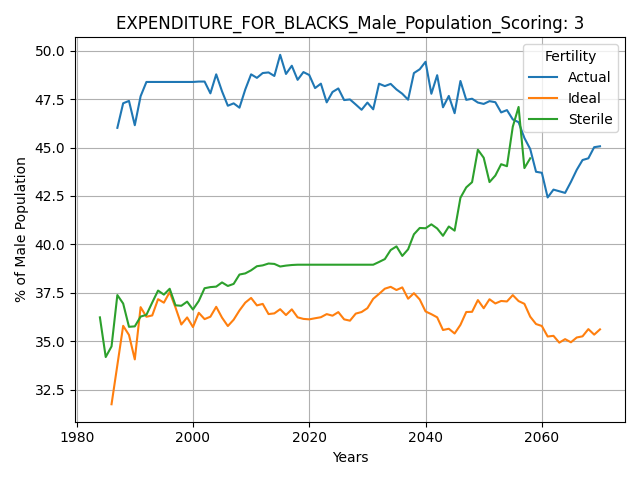 EXPENDITURE_FOR_BLACKS_Male_Population_Scoring: 3
Fertility
Actual
Ideal
Sterile
% of Male Population
50.0
47.5
45.0
42.5
40.0
37.5
35.0
32.5
1980 2000 2020 2040 2060
Years